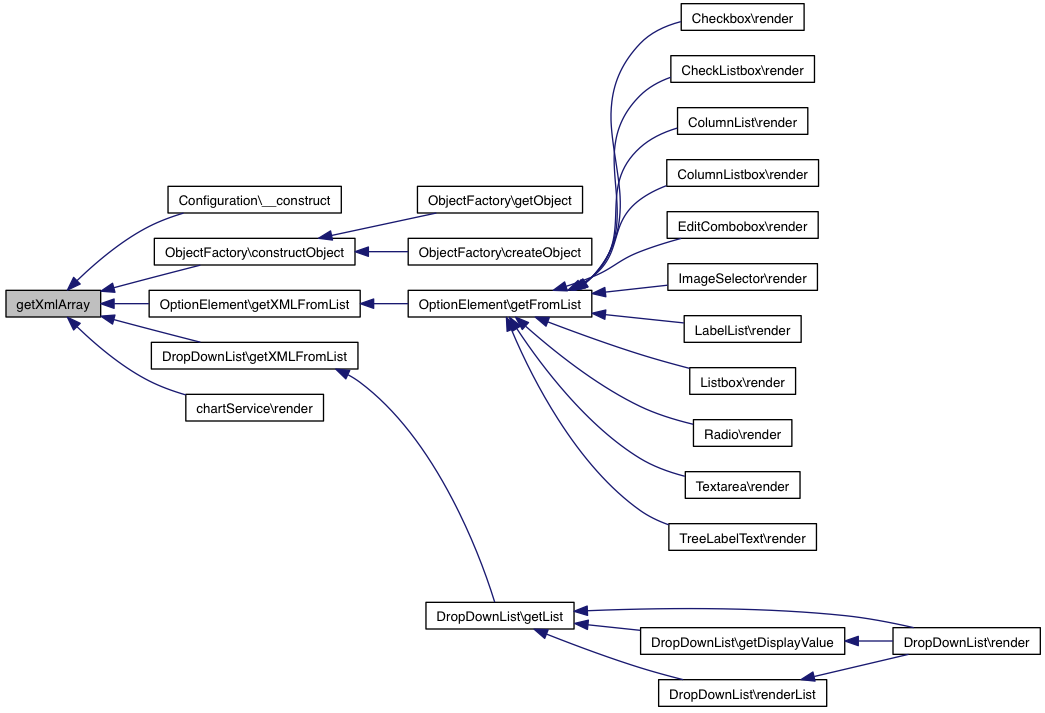 Checkbox\render
CheckListbox\render
ColumnList\render
ColumnListbox\render
Configuration\__construct
ObjectFactory\getObject
EditCombobox\render
ObjectFactory\constructObject
ObjectFactory\createObject
ImageSelector\render
getXmlArray
OptionElement\getXMLFromList
OptionElement\getFromList
LabelList\render
DropDownList\getXMLFromList
Listbox\render
chartService\render
Radio\render
Textarea\render
TreeLabelText\render
DropDownList\getList
DropDownList\getDisplayValue
DropDownList\render
DropDownList\renderList